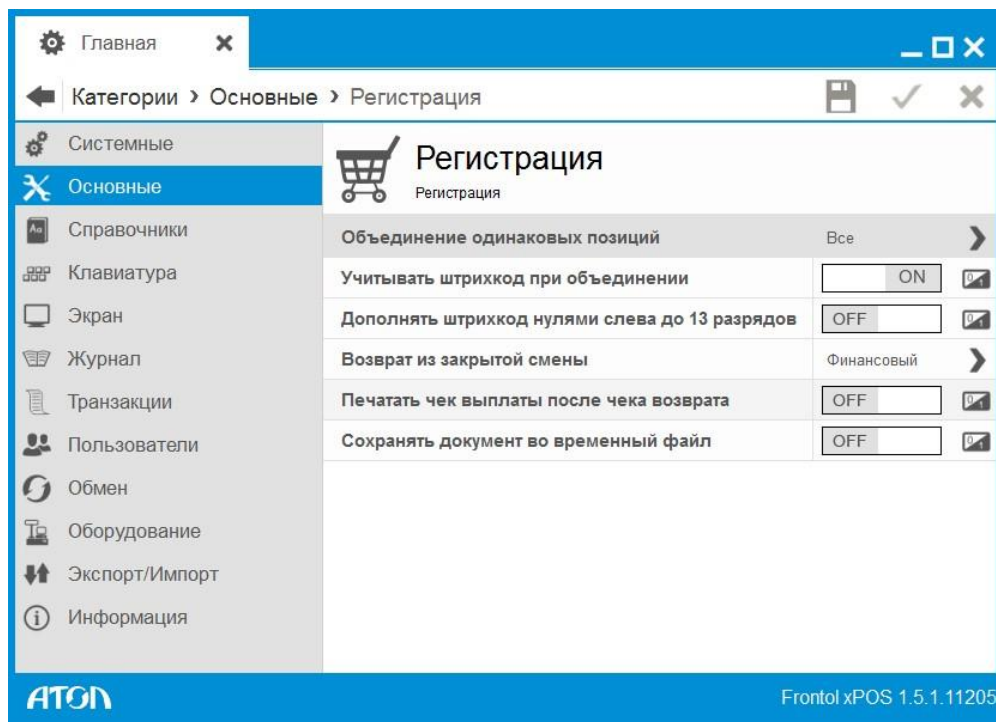 Главная
Категории › Основные › Регистрация
Системные
Основные
Справочники
Клавиатура
Экран
Журнал
Транзакции
Пользователи
Обмен
Оборудование
Экспорт/Импорт
Информация
Регистрация
Регистрация
Объединение одинаковых позиций Все
Учитывать штрихкод при объединении ON
Дополнять штрихкод нулями слева до 13 разрядов OFF
Возврат из закрытой смены Финансовый
Печатать чек выплаты после чека возврата OFF
Сохранять документ во временный файл OFF
ATOL
Frontol xPOS 1.5.1.11205